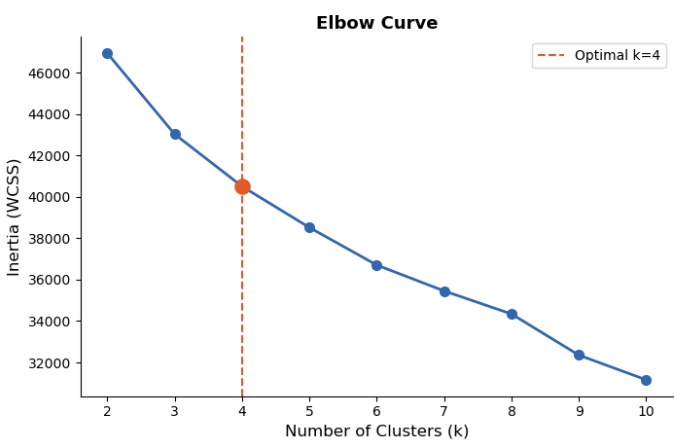 Elbow Curve
Optimal k=4
46000
44000
42000
40000
38000
36000
34000
32000
Inertia (WCSS)
2 3 4 5 6 7 8 9 10
Number of Clusters (k)